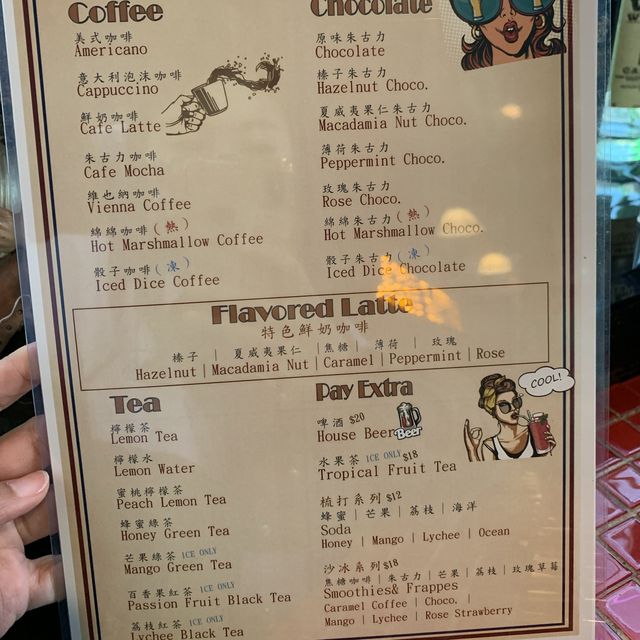 Coffee
美式咖啡
Americano
意大利泡沫咖啡
Cappuccino
鮮奶咖啡
Cafe Latte
朱古力咖啡
Cafe Mocha
維也納咖啡
Vienna Coffee
綿綿咖啡(熱)
Hot Marshmallow Coffee
骰子咖啡(凍)
Iced Dice Coffee
Chocolate
原味朱古力
Chocolate
榛子朱古力
Hazelnut Choco.
夏威夷果仁朱古力
Macadamia Nut Choco.
薄荷朱古力
Peppermint Choco.
玫瑰朱古力
Rose Choco.
綿綿朱古力(熱)
Hot Marshmallow Choco.
骰子朱古力(凍)
Iced Dice Chocolate
Flavored Latte
特色鮮奶咖啡
榛子 | 夏威夷果仁 | 焦糖 | 薄荷 | 玫瑰
Hazelnut | Macadamia Nut | Caramel | Peppermint | Rose
Tea
檸檬茶
Lemon Tea
檸檬水
Lemon Water
蜜桃檸檬茶
Peach Lemon Tea
蜂蜜綠茶
Honey Green Tea
芒果綠茶 ICE ONLY
Mango Green Tea
百香果紅茶 ICE ONLY
Passion Fruit Black Tea
荔枝紅茶 ICE ONLY
Lychee Black Tea
Pay Extra
啤酒 $20
House Beer
Beer
水果茶 ICE ONLY $18
Tropical Fruit Tea
梳打系列 $12
蜂蜜 | 芒果 | 荔枝 | 海洋
Soda
Honey | Mango | Lychee | Ocean
沙冰系列 $18
焦糖咖啡 | 朱古力 | 芒果 | 荔枝 | 玫瑰草莓
Smoothies& Frappes
Caramel Coffee | Choco. |
Mango | Lychee | Rose Strawberry
COOL!